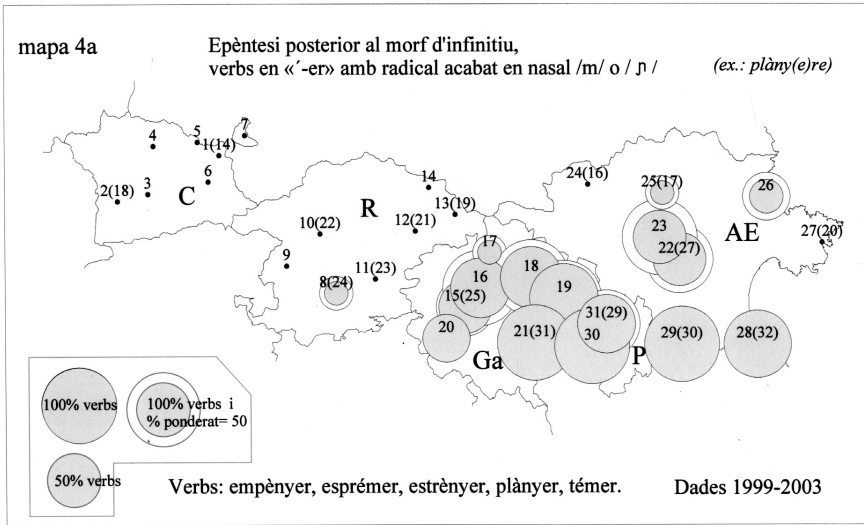 mapa 4a
Epèntesi posterior al morf d'infinitiu,
verbs en «´-er» amb radical acabat en nasal /m/ o / ɲ /
(ex.: plàny(e)re)
7
4
5
1(14)
6
2(18)
3
C
14
13(19)
R
10(22)
12(21)
9
11(23)
8(24)
24(16)
25(17)
26
23
AE
22(27)
27(20)
17
16
18
15(25)
19
20
21(31)
31(29)
30
29(30)
28(32)
Ga
P
100% verbs
100% verbs i
% ponderat= 50
50% verbs
Verbs: empènyer, esprémer, estrènyer, plànyer, témer.
Dades 1999-2003